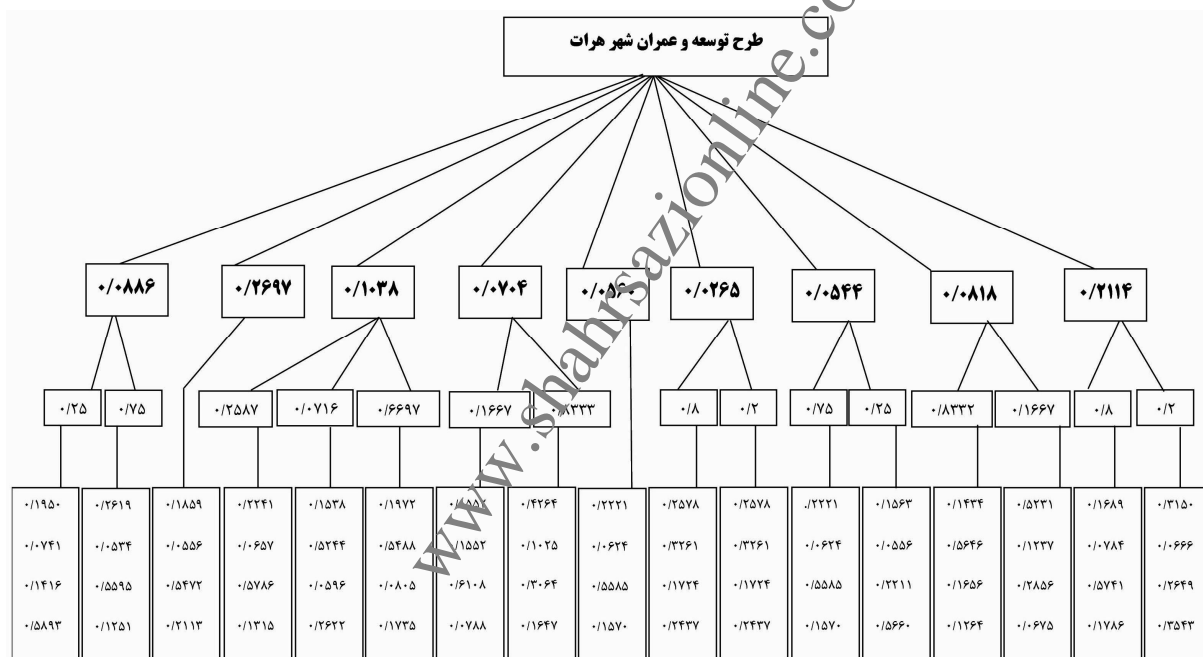 طرح توسعه و عمران شهر هرات
۰/۰۸۸۶ ۰/۲۶۹۷ ۰/۱۰۳۸ ۰/۰۷۰۴ ۰/۰۲۶۵ ۰/۰۵۴۴ ۰/۰۸۱۸ ۰/۲۱۱۴
۰/۲۵ ۰/۷۵ ۰/۲۵۸۷ ۰/۰۷۱۶ ۰/۶۶۹۷ ۰/۱۶۶۷ ۰/۸۳۳۳ ۰/۸ ۰/۲ ۰/۷۵ ۰/۲۵ ۰/۸۳۳۲ ۰/۱۶۶۷ ۰/۸ ۰/۲
۰/۱۹۵۰ ۰/۲۶۱۹ ۰/۱۸۵۹ ۰/۲۲۴۱ ۰/۱۵۳۸ ۰/۱۹۷۲ ۰/۴۲۶۴ ۰/۲۲۲۱ ۰/۲۵۷۸ ۰/۲۵۷۸ ./۲۲۲۱ ۰/۱۵۶۳ ۰/۱۴۳۴ ۰/۵۲۳۱ ۰/۱۶۸۹ ۰/۳۱۵۰
۰/۰۷۴۱ ۰/۰۵۳۴ ۰/۰۵۵۶ ۰/۰۶۵۷ ۰/۵۲۴۴ ۰/۵۴۸۸ ۰/۱۵۵۲ ۰/۱۰۲۵ ۰/۰۶۲۴ ۰/۳۲۶۱ ۰/۳۲۶۱ ۰/۰۶۲۴ ۰/۰۵۵۶ ۰/۵۶۴۶ ۰/۱۲۳۷ ۰/۰۷۸۴ ۰/۰۶۶۶
۰/۱۴۱۶ ۰/۵۵۹۵ ۰/۵۴۷۲ ۰/۵۷۸۶ ۰/۰۵۹۶ ۰/۰۸۰۵ ۰/۶۱۰۸ ۰/۳۰۶۴ ۰/۵۵۸۵ ۰/۱۷۲۴ ۰/۱۷۲۴ ۰/۵۵۸۵ ۰/۲۲۱۱ ۰/۱۶۵۶ ۰/۲۸۵۶ ۰/۵۷۴۱ ۰/۲۶۴۹
۰/۵۸۹۳ ۰/۱۲۵۱ ۰/۲۱۱۳ ۰/۱۳۱۵ ۰/۲۶۲۲ ۰/۱۷۳۵ ۰/۰۷۸۸ ۰/۱۶۴۷ ۰/۱۵۷۰ ۰/۲۴۳۷ ۰/۲۴۳۷ ۰/۱۵۷۰ ۰/۵۶۶۰ ۰/۱۲۶۴ ۰/۰۶۷۵ ۰/۱۷۸۶ ۰/۳۵۴۳
www.shahrsazionline.co